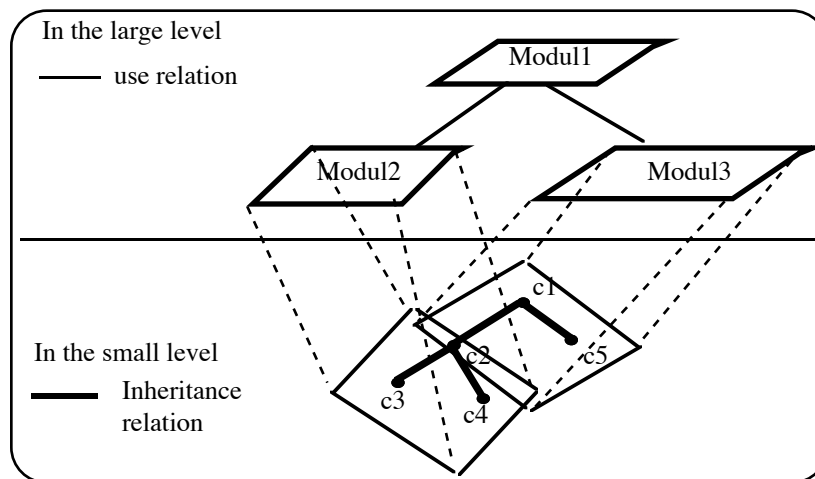 In the large level
use relation
Modul1
Modul2
Modul3
c1
c2
c5
c3
c4
In the small level
Inheritance
relation